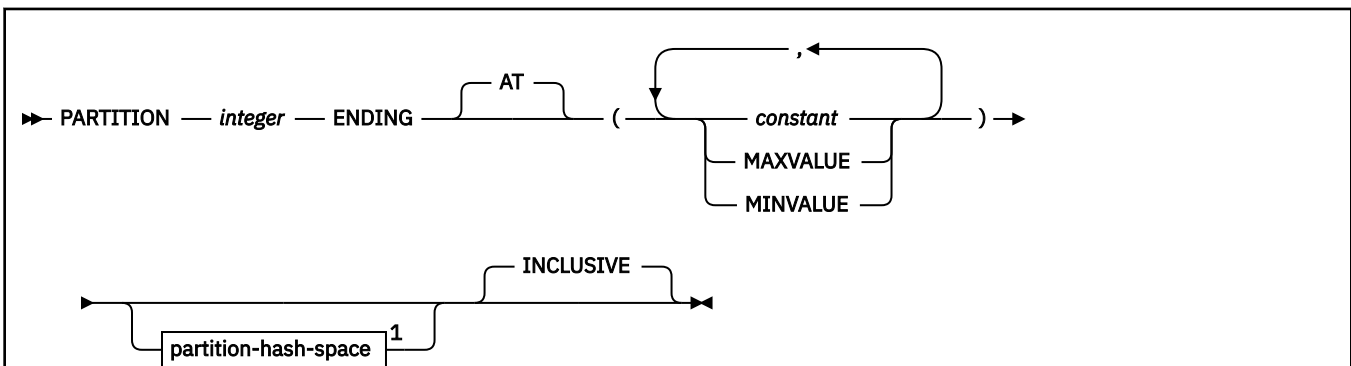 ,
AT
PARTITION integer ENDING ( constant )
MAXVALUE
MINVALUE
INCLUSIVE
partition-hash-space 1